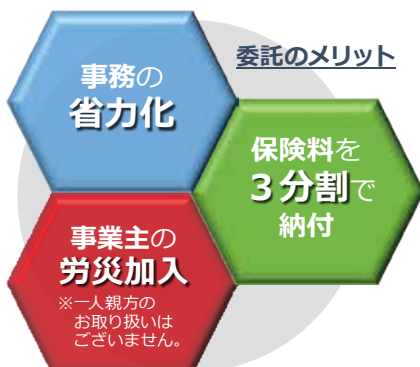 委託のメリット
事務の
省力化
保険料を
３分割で
納付
事業主の
労災加入
※一人親方の
お取り扱いは
ございません。